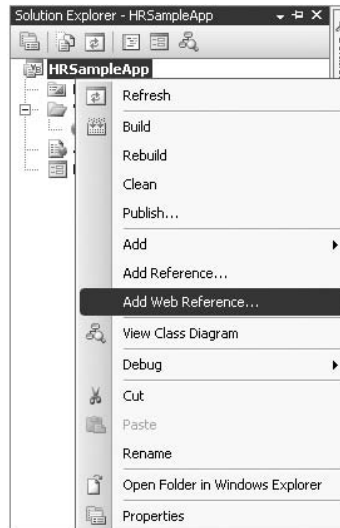 Solution Explorer - HRSampleApp
HRSampleApp
Refresh
Build
Rebuild
Clean
Publish...
Add
Add Reference...
Add Web Reference...
View Class Diagram
Debug
Cut
Paste
Rename
Open Folder in Windows Explorer
Properties